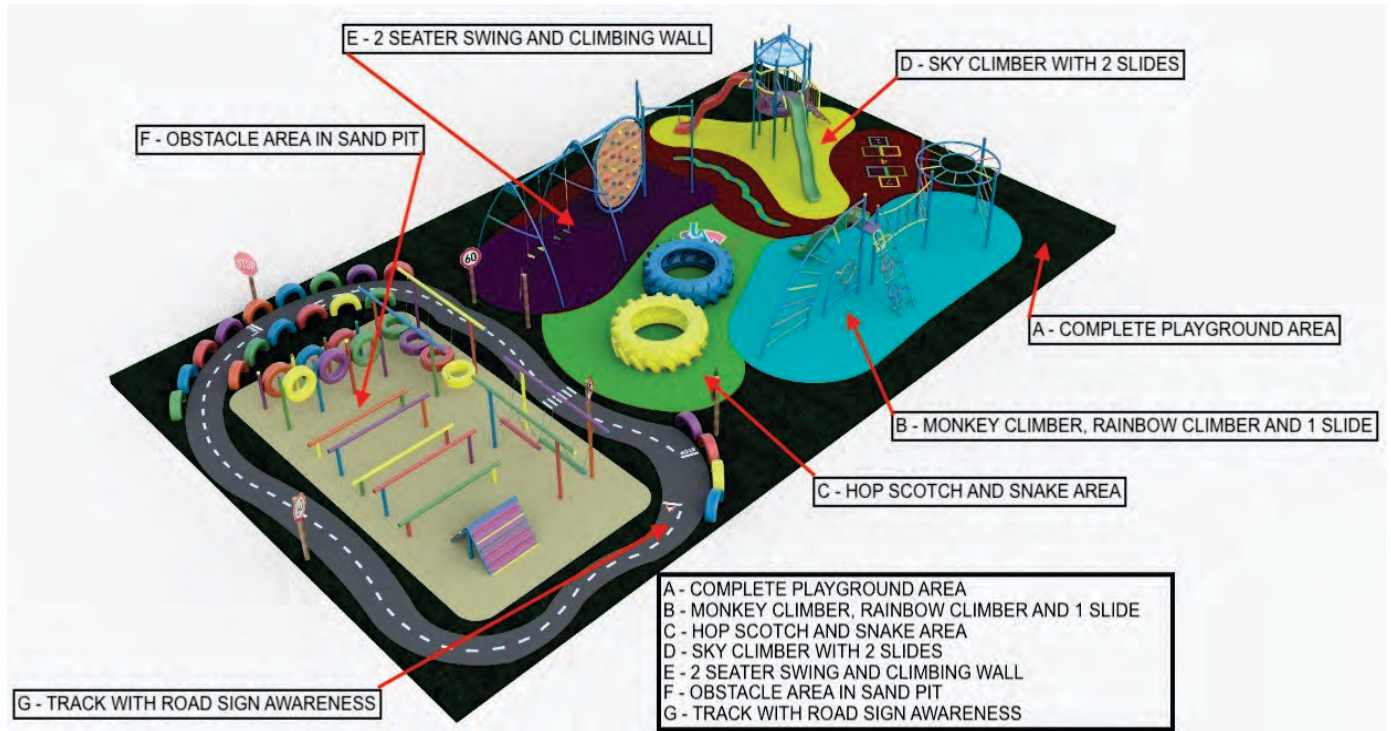 E - 2 SEATER SWING AND CLIMBING WALL
D - SKY CLIMBER WITH 2 SLIDES
F - OBSTACLE AREA IN SAND PIT
STOP
60
A - COMPLETE PLAYGROUND AREA
B - MONKEY CLIMBER, RAINBOW CLIMBER AND 1 SLIDE
C - HOP SCOTCH AND SNAKE AREA
A - COMPLETE PLAYGROUND AREA
B - MONKEY CLIMBER, RAINBOW CLIMBER AND 1 SLIDE
C - HOP SCOTCH AND SNAKE AREA
D - SKY CLIMBER WITH 2 SLIDES
E - 2 SEATER SWING AND CLIMBING WALL
F - OBSTACLE AREA IN SAND PIT
G - TRACK WITH ROAD SIGN AWARENESS
G - TRACK WITH ROAD SIGN AWARENESS